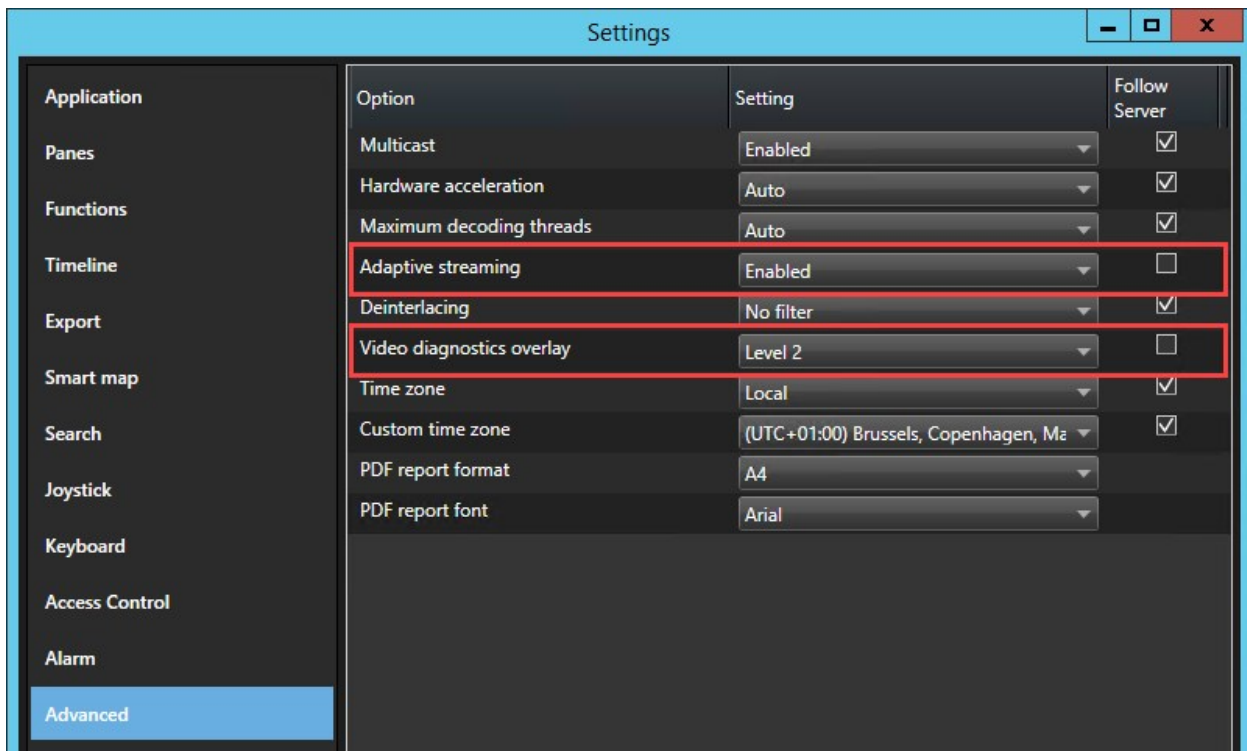 Settings
Application
Panes
Functions
Timeline
Export
Smart map
Search
Joystick
Keyboard
Access Control
Alarm
Advanced
Option Setting Follow
Server
Multicast Enabled
Hardware acceleration Auto
Maximum decoding threads Auto
Adaptive streaming Enabled
Deinterlacing No filter
Video diagnostics overlay Level 2
Time zone Local
Custom time zone (UTC+01:00) Brussels, Copenhagen, Ma
PDF report format A4
PDF report font Arial